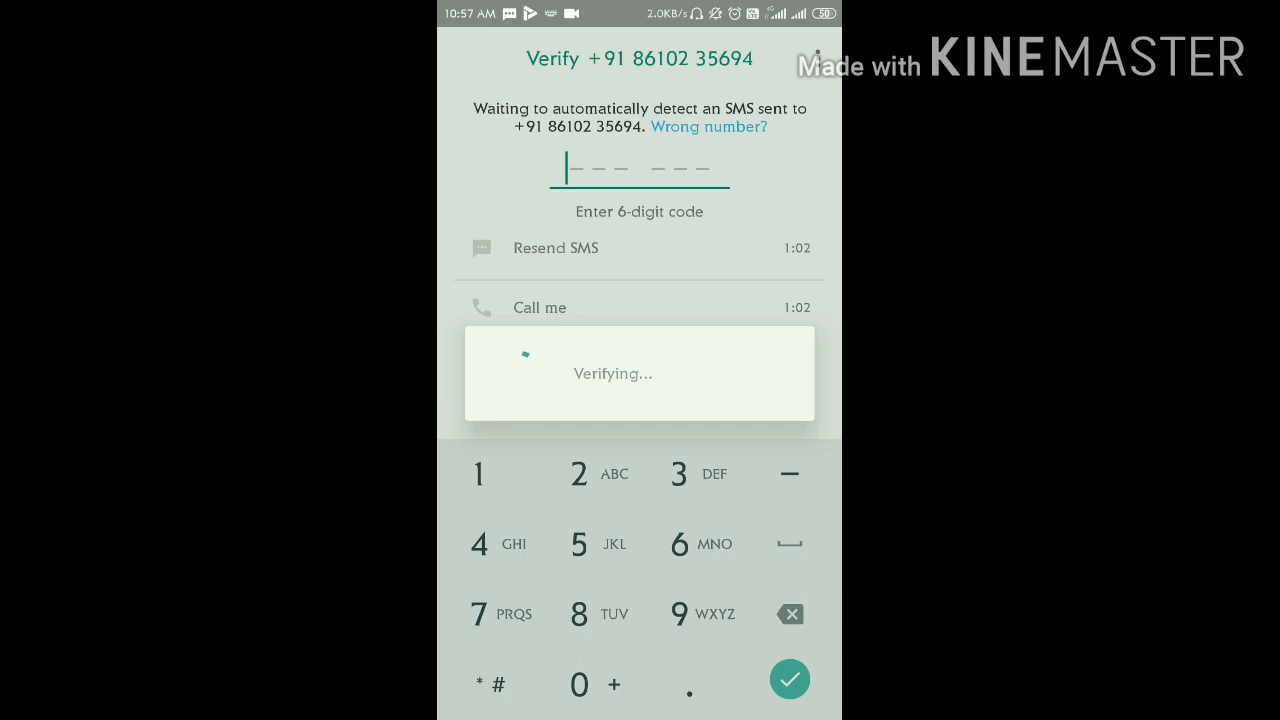 10:57 AM 2.0KB/s 4G 50
Verify +91 86102 35694
Made with KINEMASTER
Waiting to automatically detect an SMS sent to
+91 86102 35694. Wrong number?
Enter 6-digit code
Resend SMS 1:02
Call me 1:02
Verifying...
1 2 ABC 3 DEF –
4 GHI 5 JKL 6 MNO
7 PRQS 8 TUV 9 WXYZ
* # 0 + .